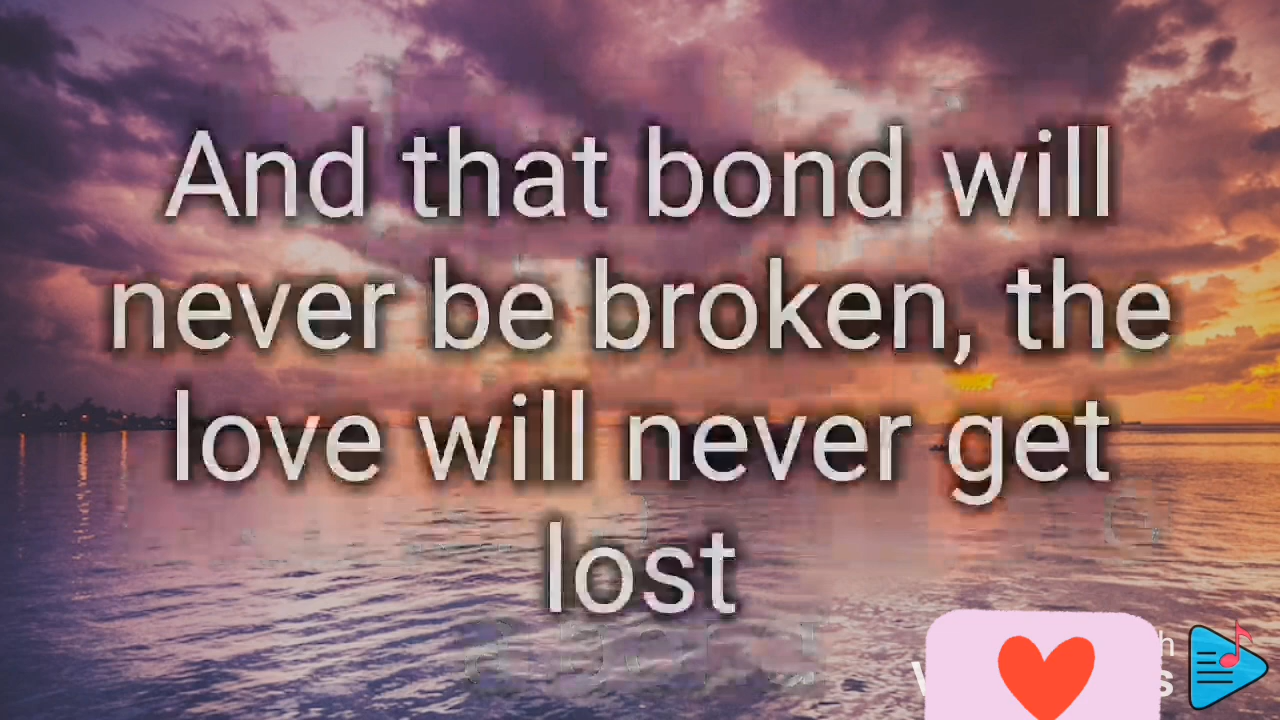 And that bond will
never be broken, the
love will never get
lost